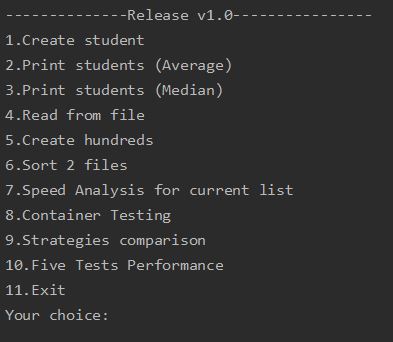 --------------Release v1.0----------------
1.Create student
2.Print students (Average)
3.Print students (Median)
4.Read from file
5.Create hundreds
6.Sort 2 files
7.Speed Analysis for current list
8.Container Testing
9.Strategies comparison
10.Five Tests Performance
11.Exit
Your choice: